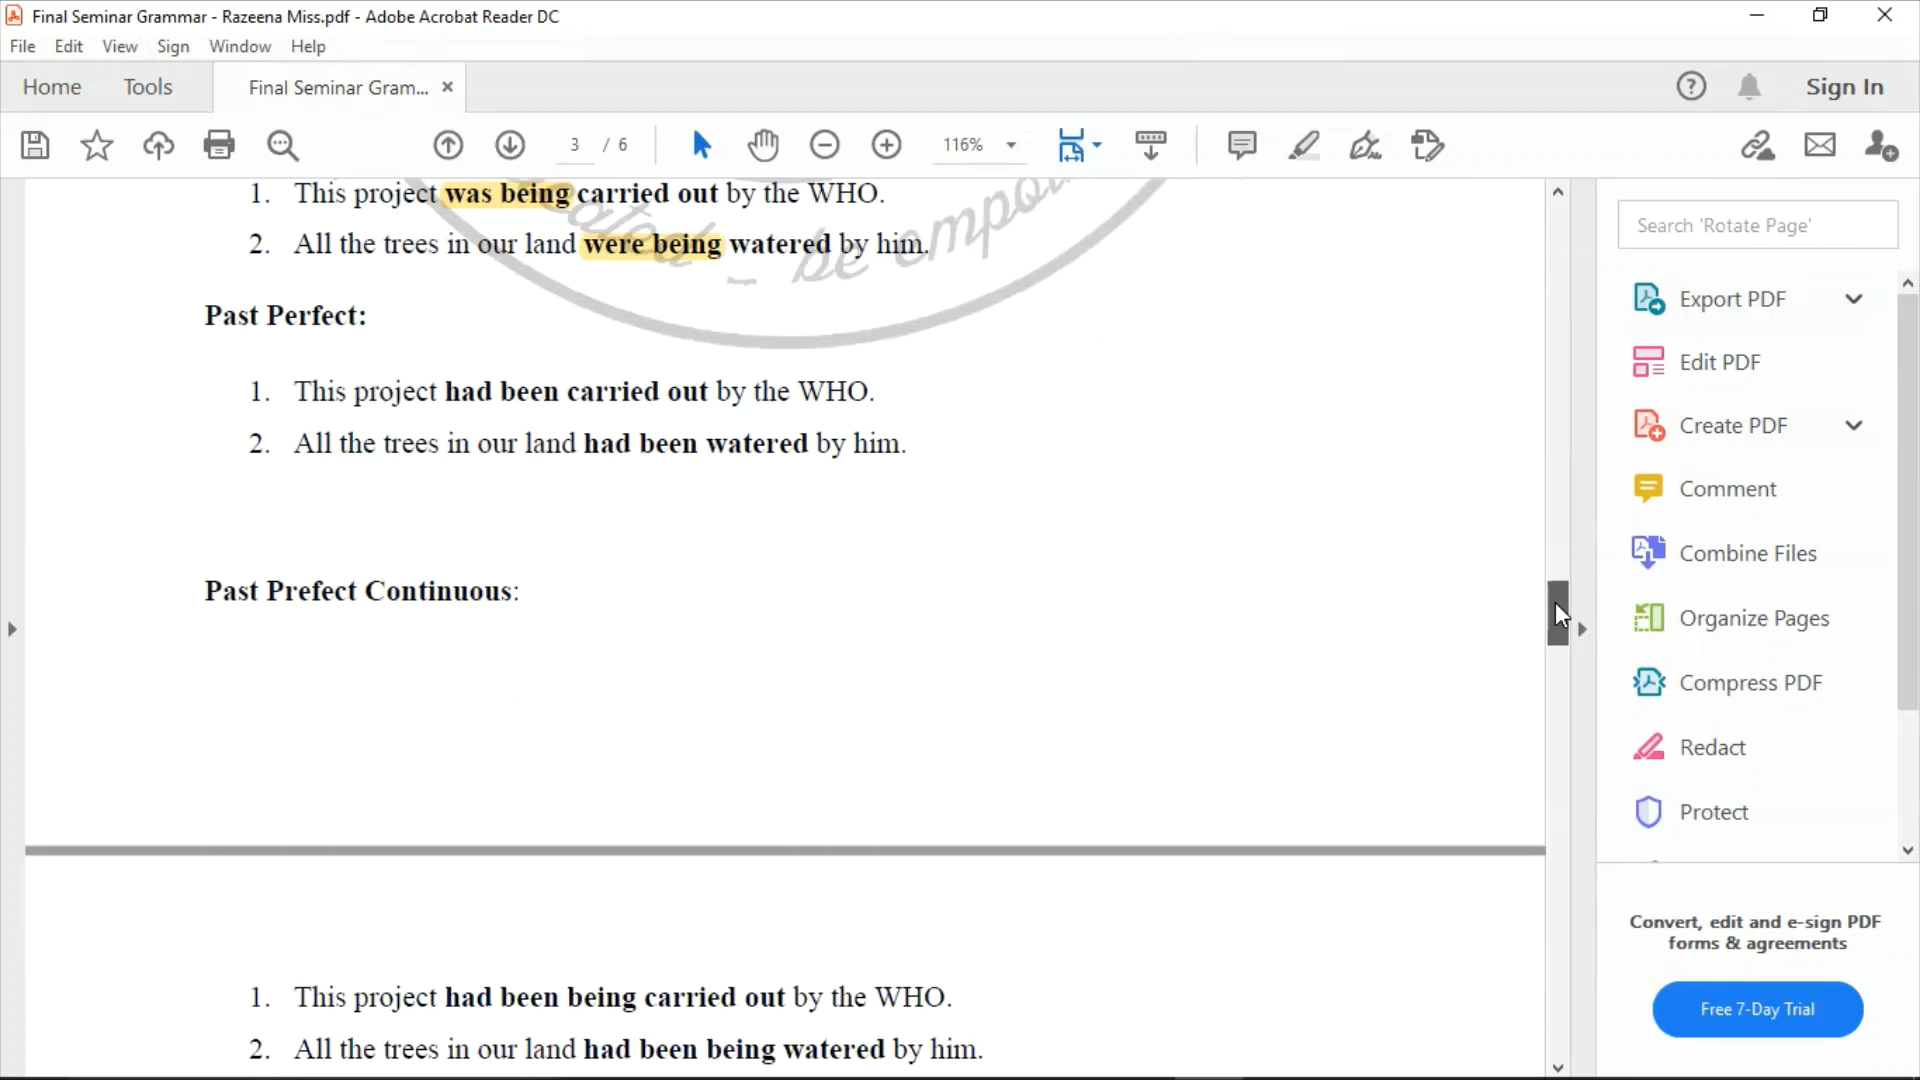 Final Seminar Grammar - Razeena Miss.pdf - Adobe Acrobat Reader DC
File Edit View Sign Window Help
Home Tools Final Seminar Gram... Sign In
3 / 6 116%
1. This project was being carried out by the WHO.
2. All the trees in our land were being watered by him.
- be
Past Perfect:
1. This project had been carried out by the WHO.
2. All the trees in our land had been watered by him.
Past Prefect Continuous:
1. This project had been being carried out by the WHO.
2. All the trees in our land had been being watered by him.
Search 'Rotate Page'
Export PDF
Edit PDF
Create PDF
Comment
Combine Files
Organize Pages
Compress PDF
Redact
Protect
Convert, edit and e-sign PDF
forms & agreements
Free 7-Day Trial